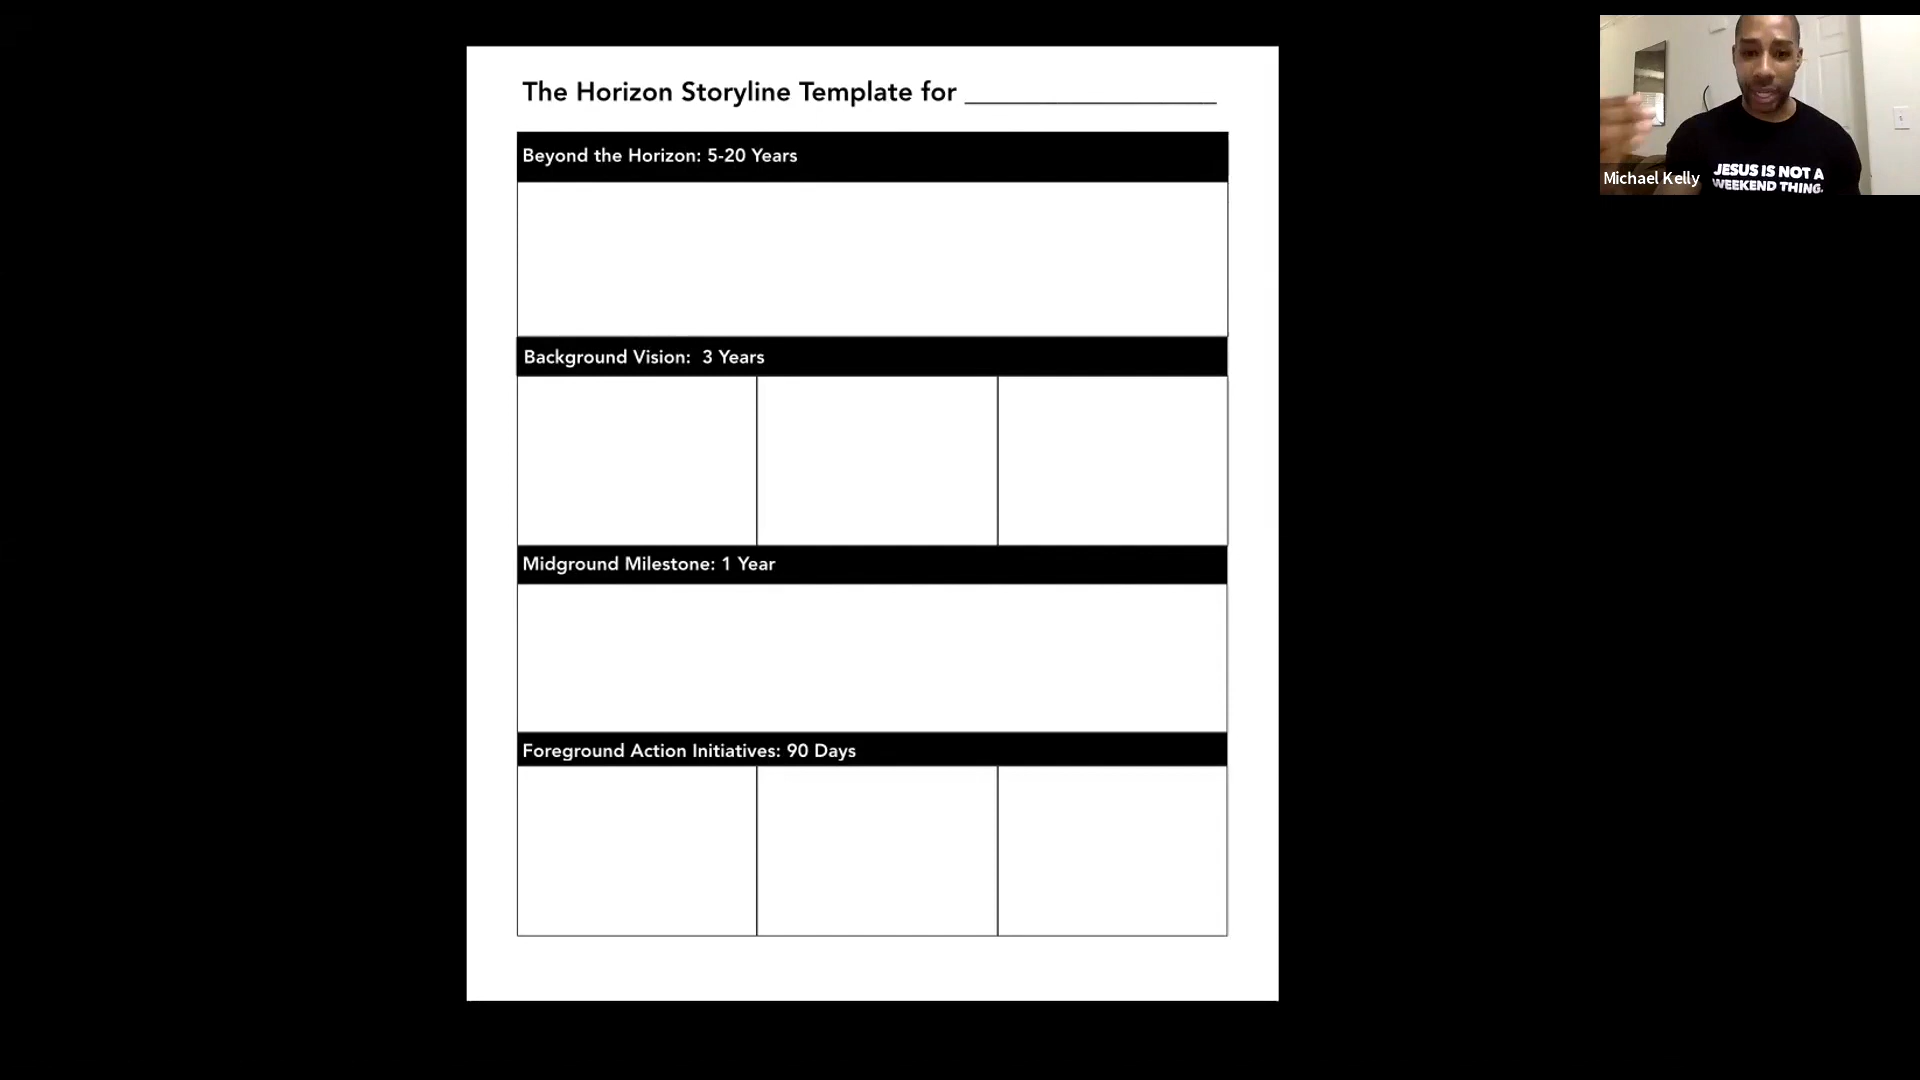 The Horizon Storyline Template for ____________________
Beyond the Horizon: 5-20 Years
Background Vision:  3 Years
Midground Milestone: 1 Year
Foreground Action Initiatives: 90 Days
Michael Kelly
JESUS IS NOT A
WEEKEND THING.